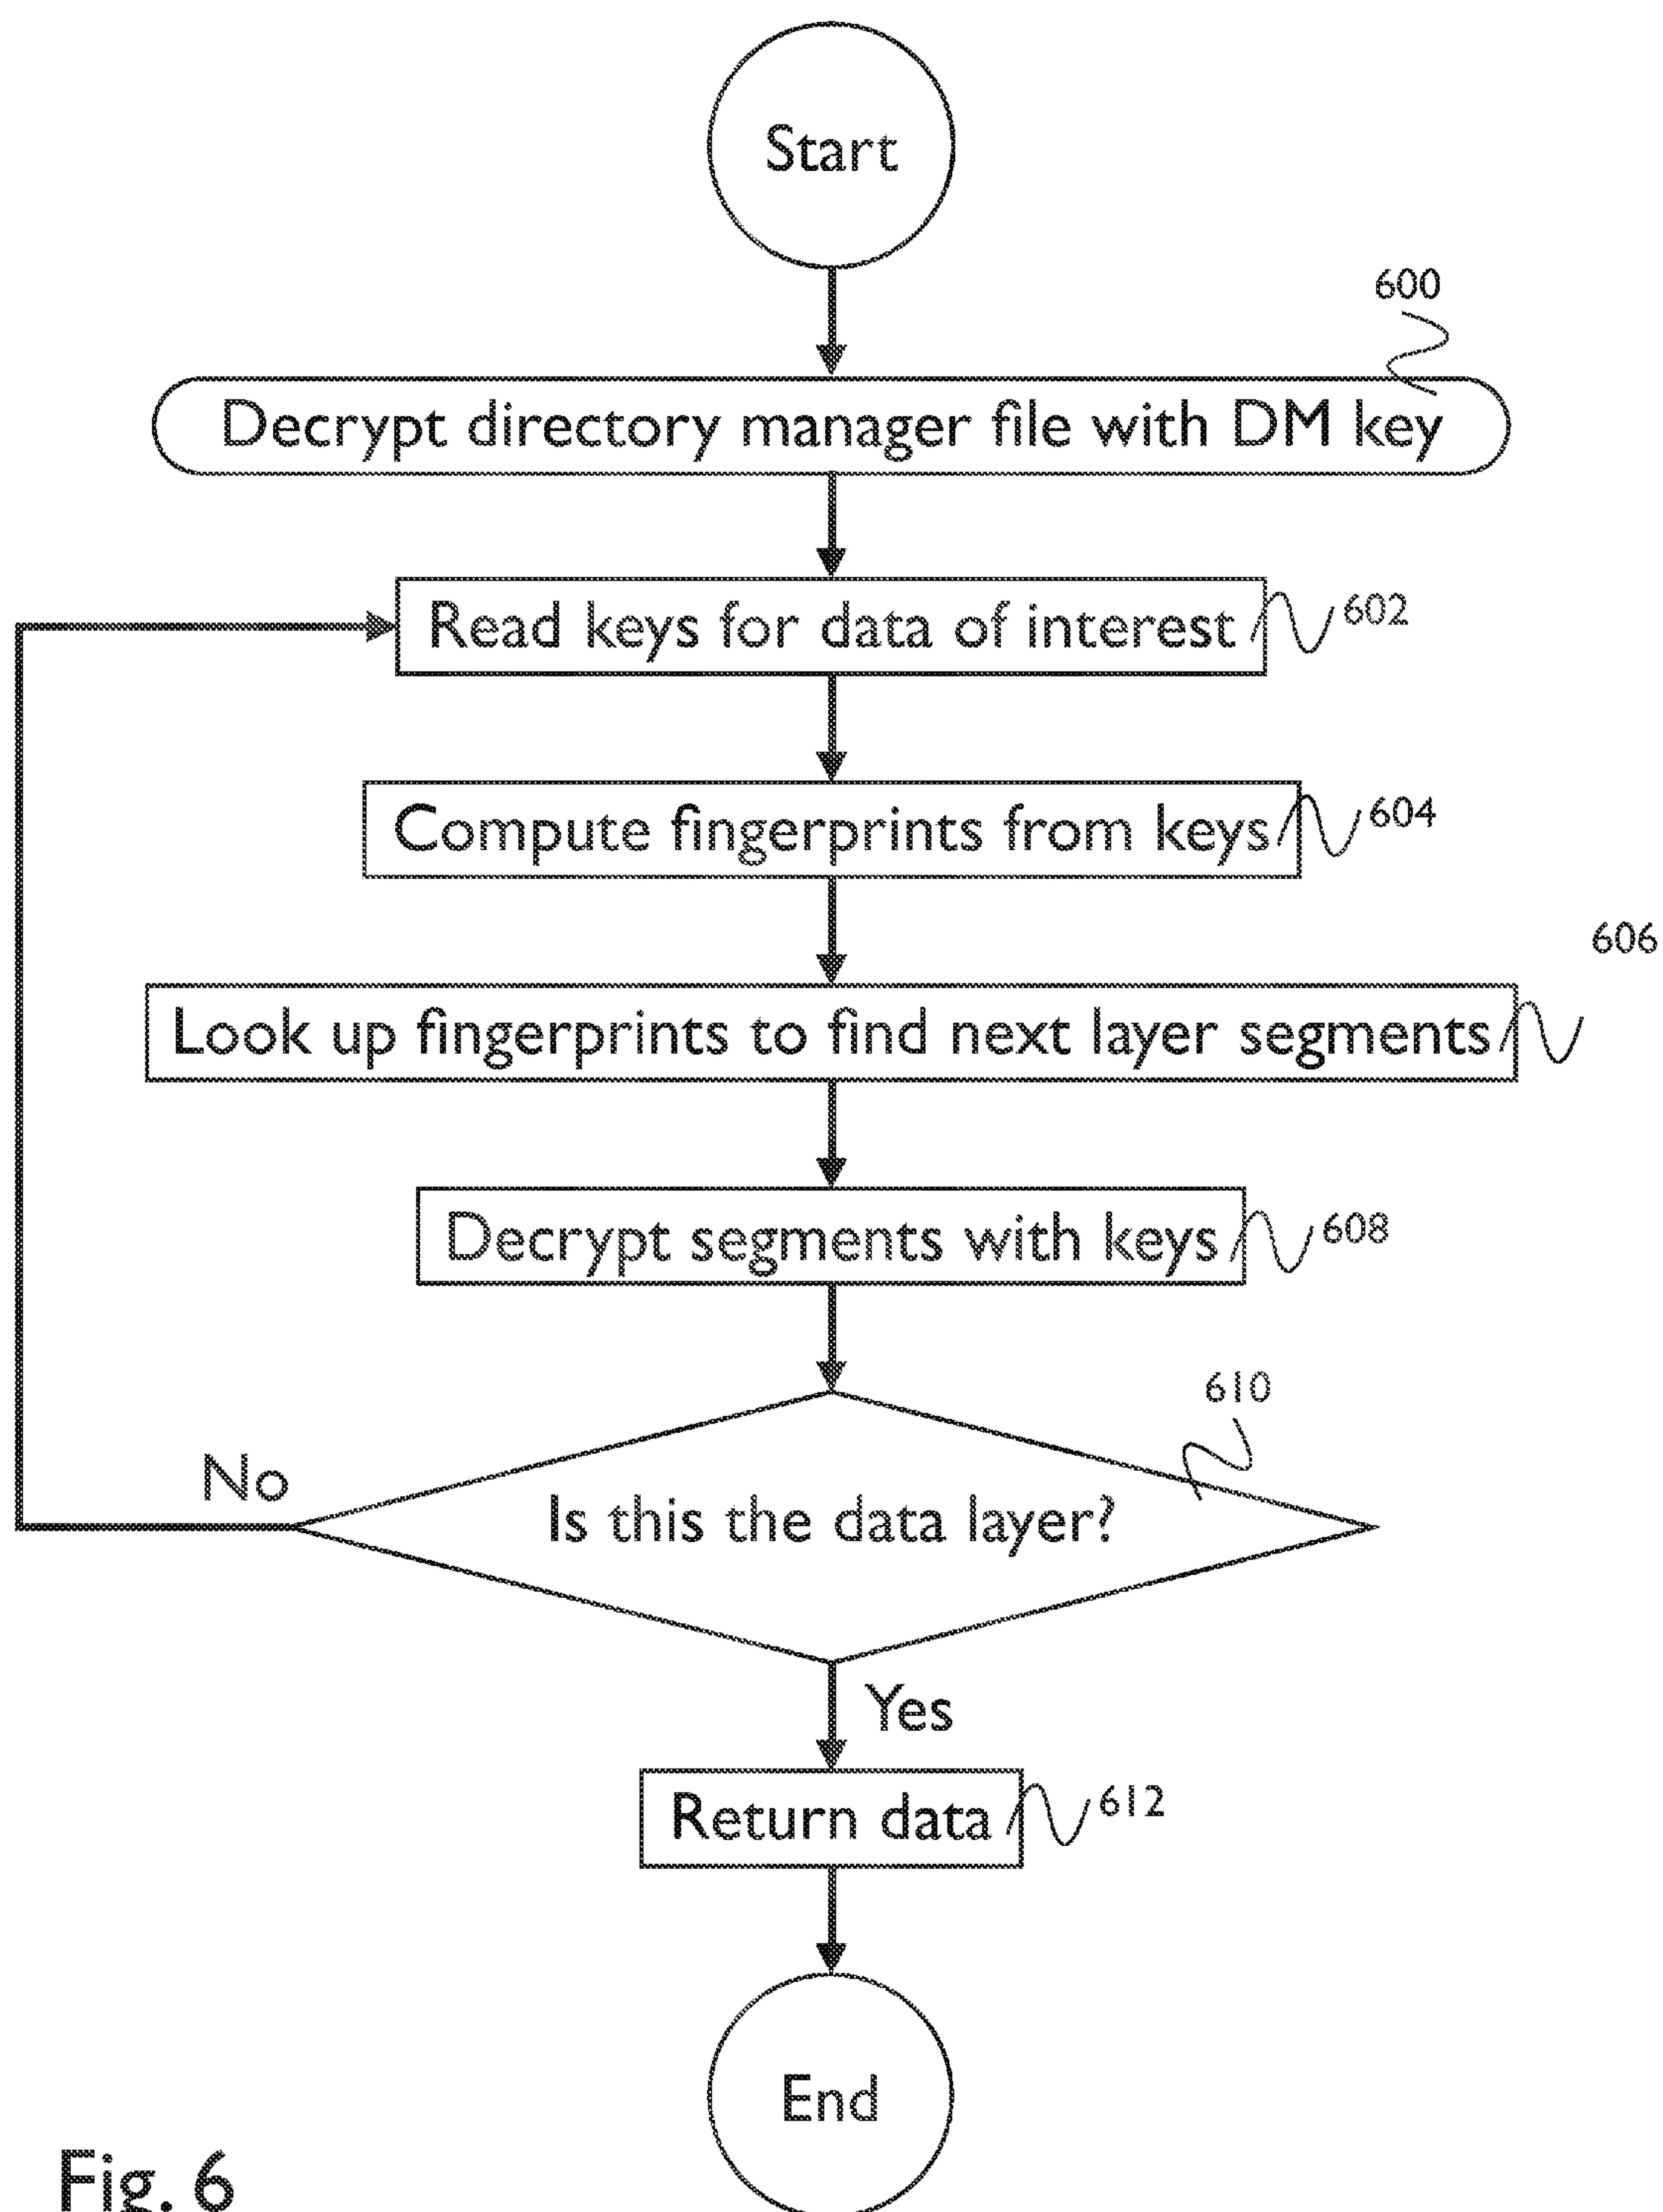 Start
600
Decrypt directory manager file with DM key
Read keys for data of interest
602
Compute fingerprints from keys
604
606
Look up fingerprints to find next layer segments
Decrypt segments with keys
608
610
No
Is this the data layer?
Yes
Return data
612
End
Fig. 6